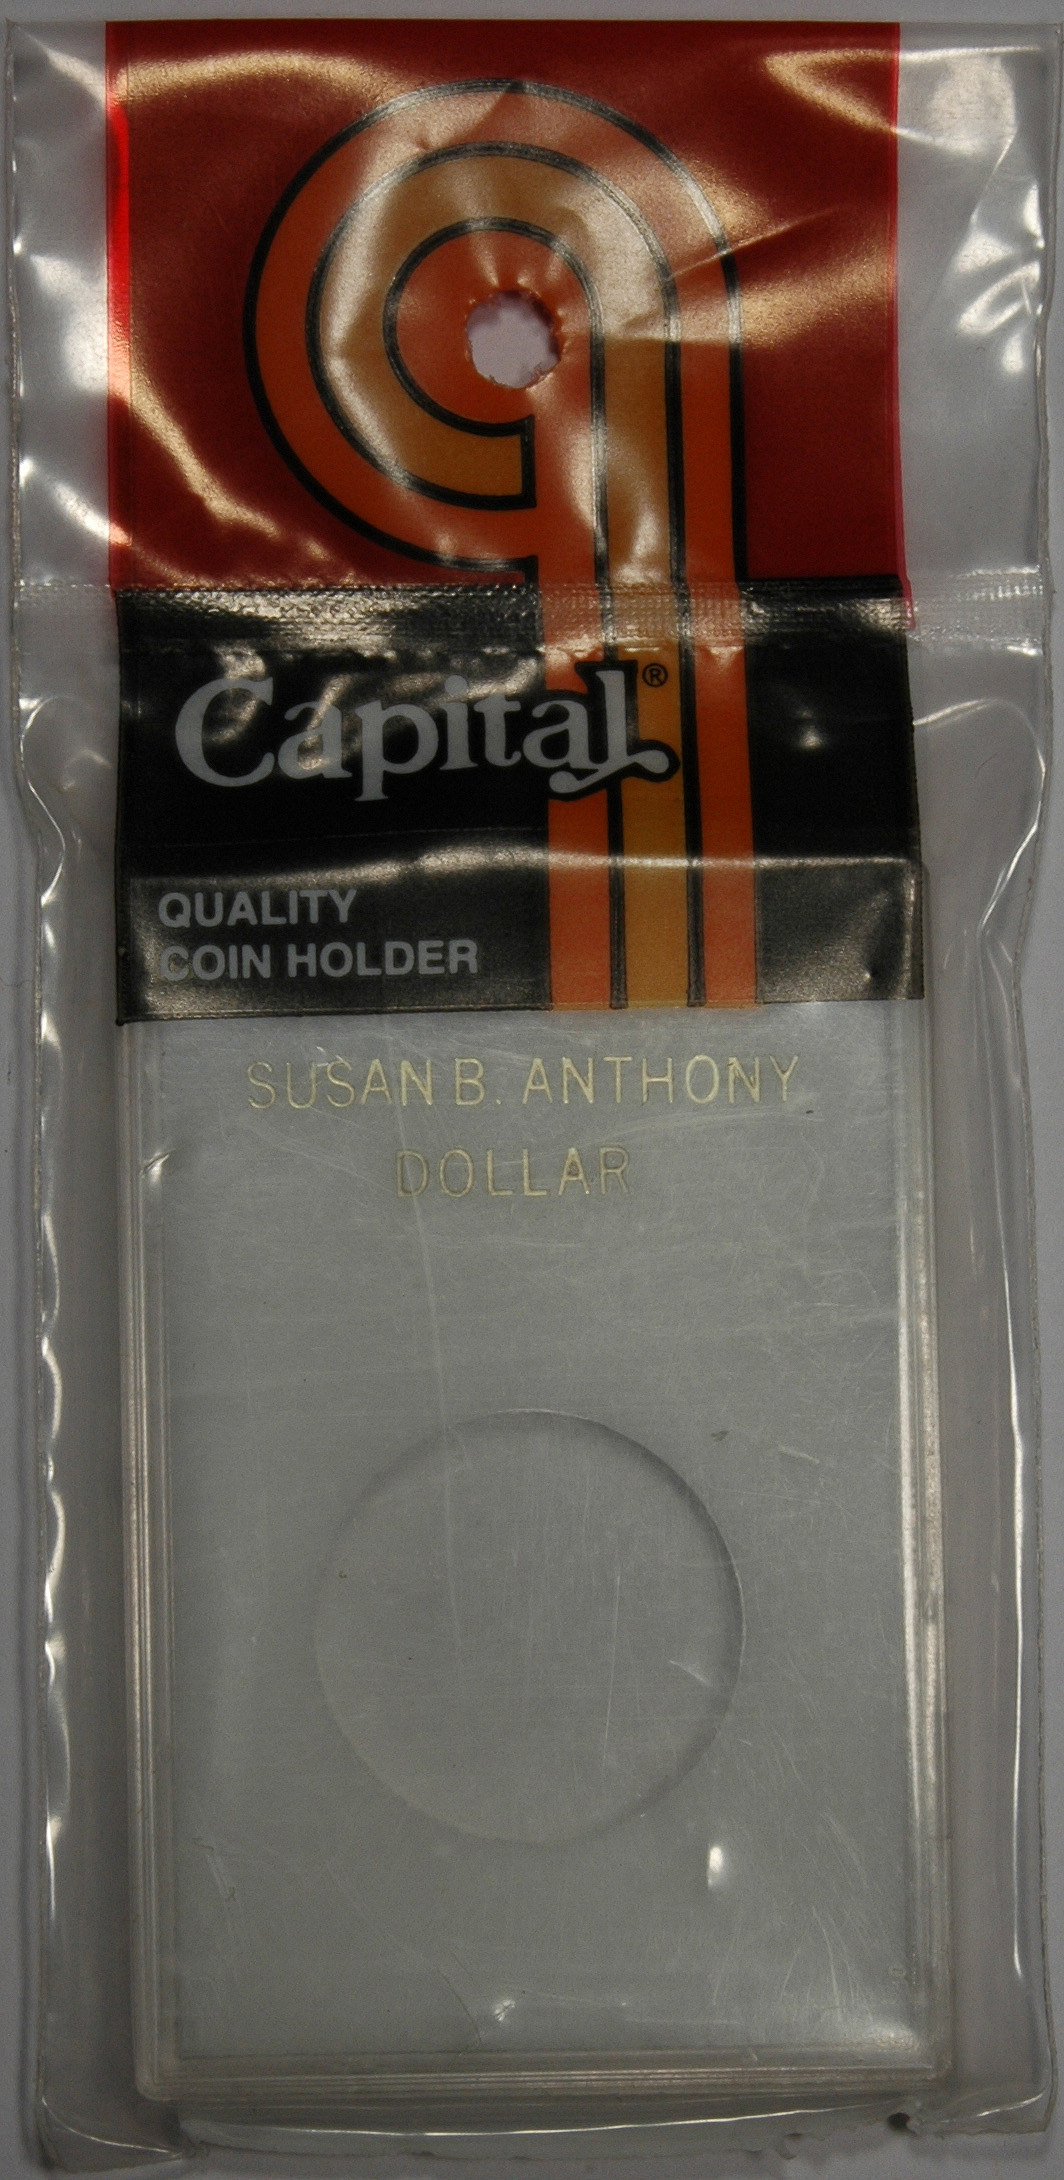 Capital®
QUALITY
COIN HOLDER
SUSAN B. ANTHONY
DOLLAR